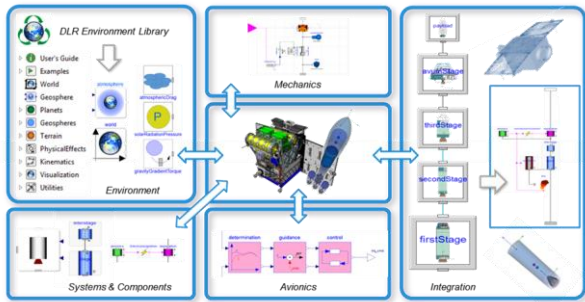 DLR Environment Library
User's Guide
Examples
World
Geosphere
Planets
Geospheres
Terrain
PhysicalEffects
Kinematics
Visualization
Utilities
atmosphericDrag
world
P
solarRadiationPressure
gravityGradientTorque
Environment
Mechanics
Systems & Components
determination
guidance
control
Avionics
payload
avumStage
thirdStage
secondStage
firstStage
Integration